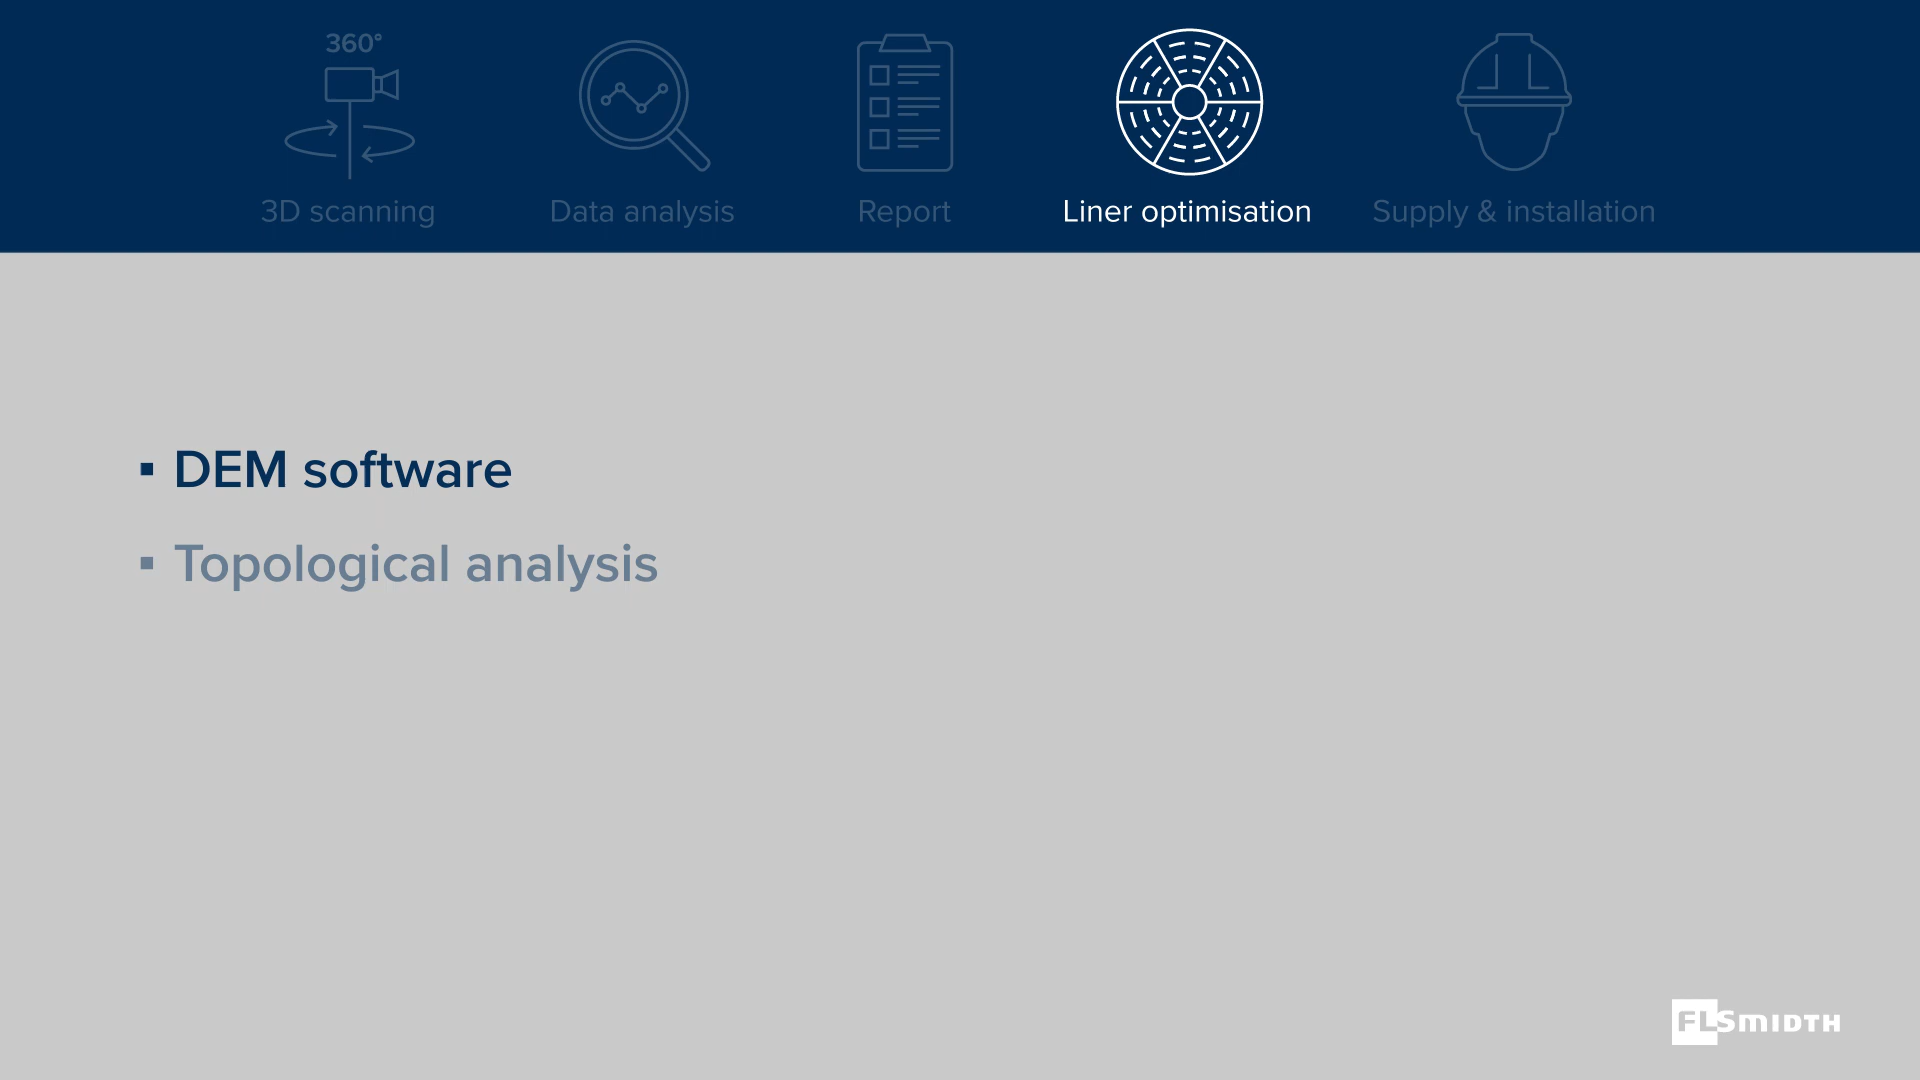 360°
3D scanning
Data analysis
Report
Liner optimisation
Supply & installation
▪ DEM software
▪ Topological analysis
FLSMIDTH